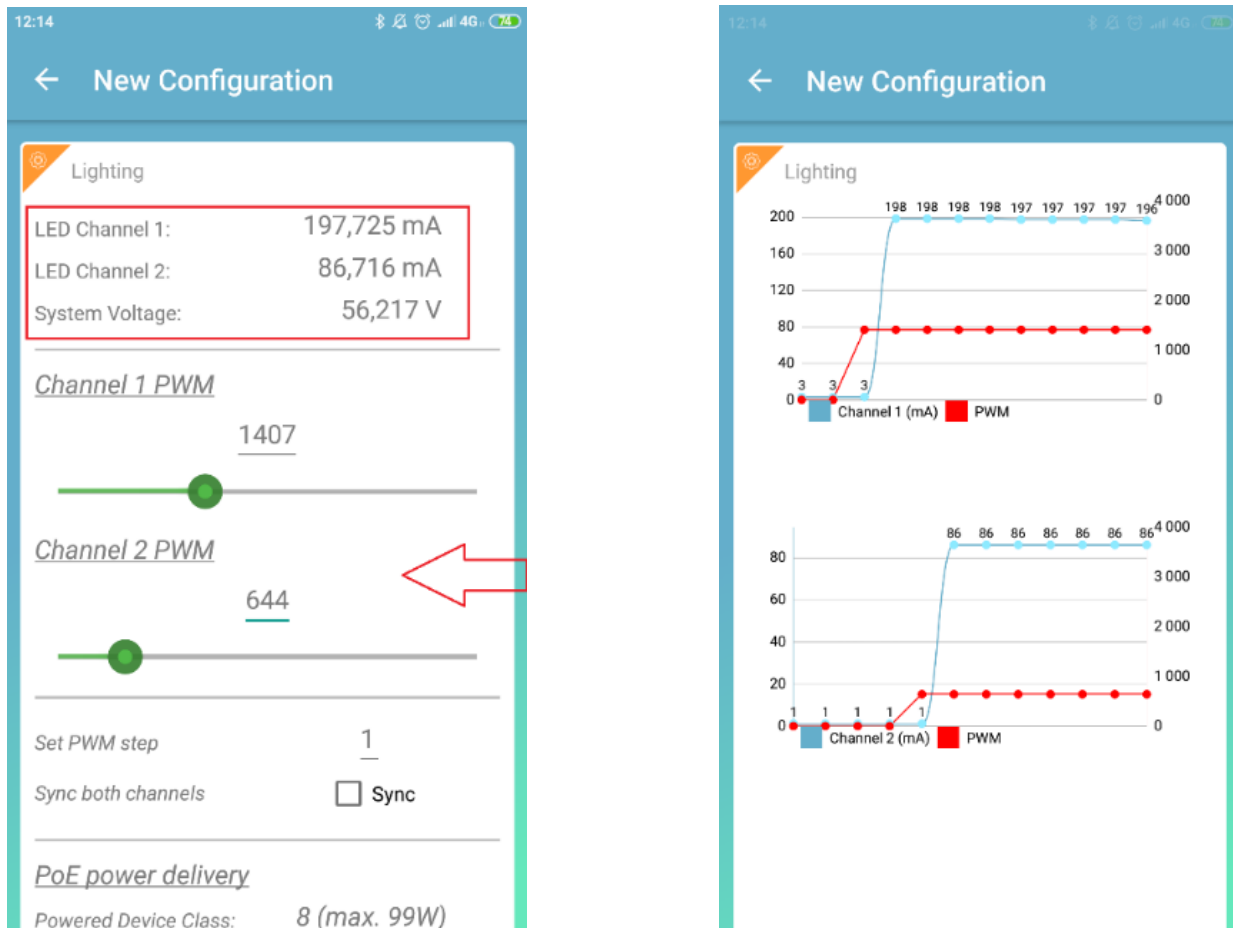 12:14 4G 74
New Configuration
Lighting
LED Channel 1: 197,725 mA
LED Channel 2: 86,716 mA
System Voltage: 56,217 V
Channel 1 PWM
1407
Channel 2 PWM
644
Set PWM step 1
Sync both channels Sync
PoE power delivery
Powered Device Class: 8 (max. 99W)
12:14 4G 74
New Configuration
Lighting
198 198 198 198 197 197 197 197 196
200 4 000
160 3 000
120 2 000
80 1 000
40
3 3 3
0 0
Channel 1 (mA) PWM
86 86 86 86 86 86 86
4 000
80
3 000
60
2 000
40
1 000
20
1 1 1 1 1
0 0
Channel 2 (mA) PWM